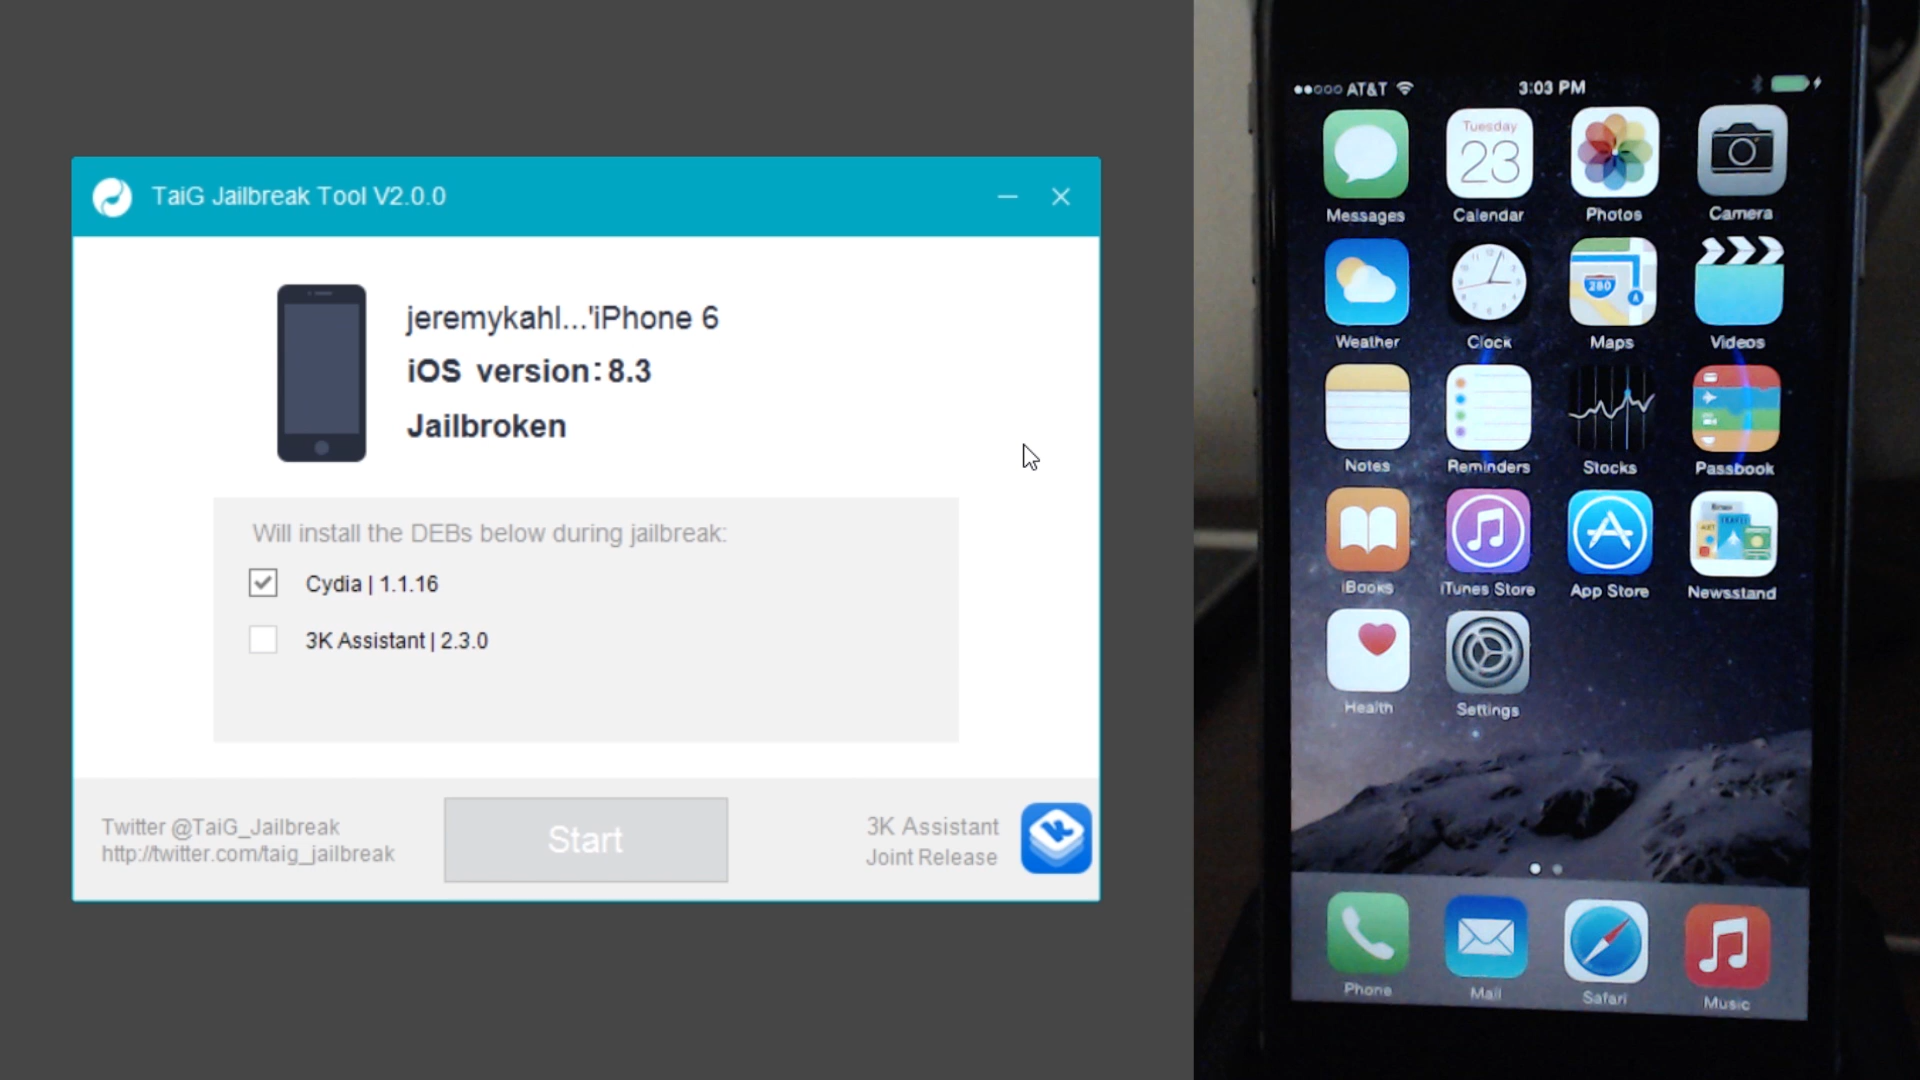 TaiG Jailbreak Tool V2.0.0
jeremykahl...'iPhone 6
iOS version:8.3
Jailbroken
Will install the DEBs below during jailbreak:
Cydia | 1.1.16
3K Assistant | 2.3.0
Twitter @TaiG_Jailbreak
http://twitter.com/taig_jailbreak
Start
3K Assistant
Joint Release
AT&T 3:03 PM
Tuesday
23
Messages Calendar Photos Camera
280
Weather Clock Maps Videos
Notes Reminders Stocks Passbook
iBooks iTunes Store App Store Newsstand
Health Settings
Phone Mail Safari Music